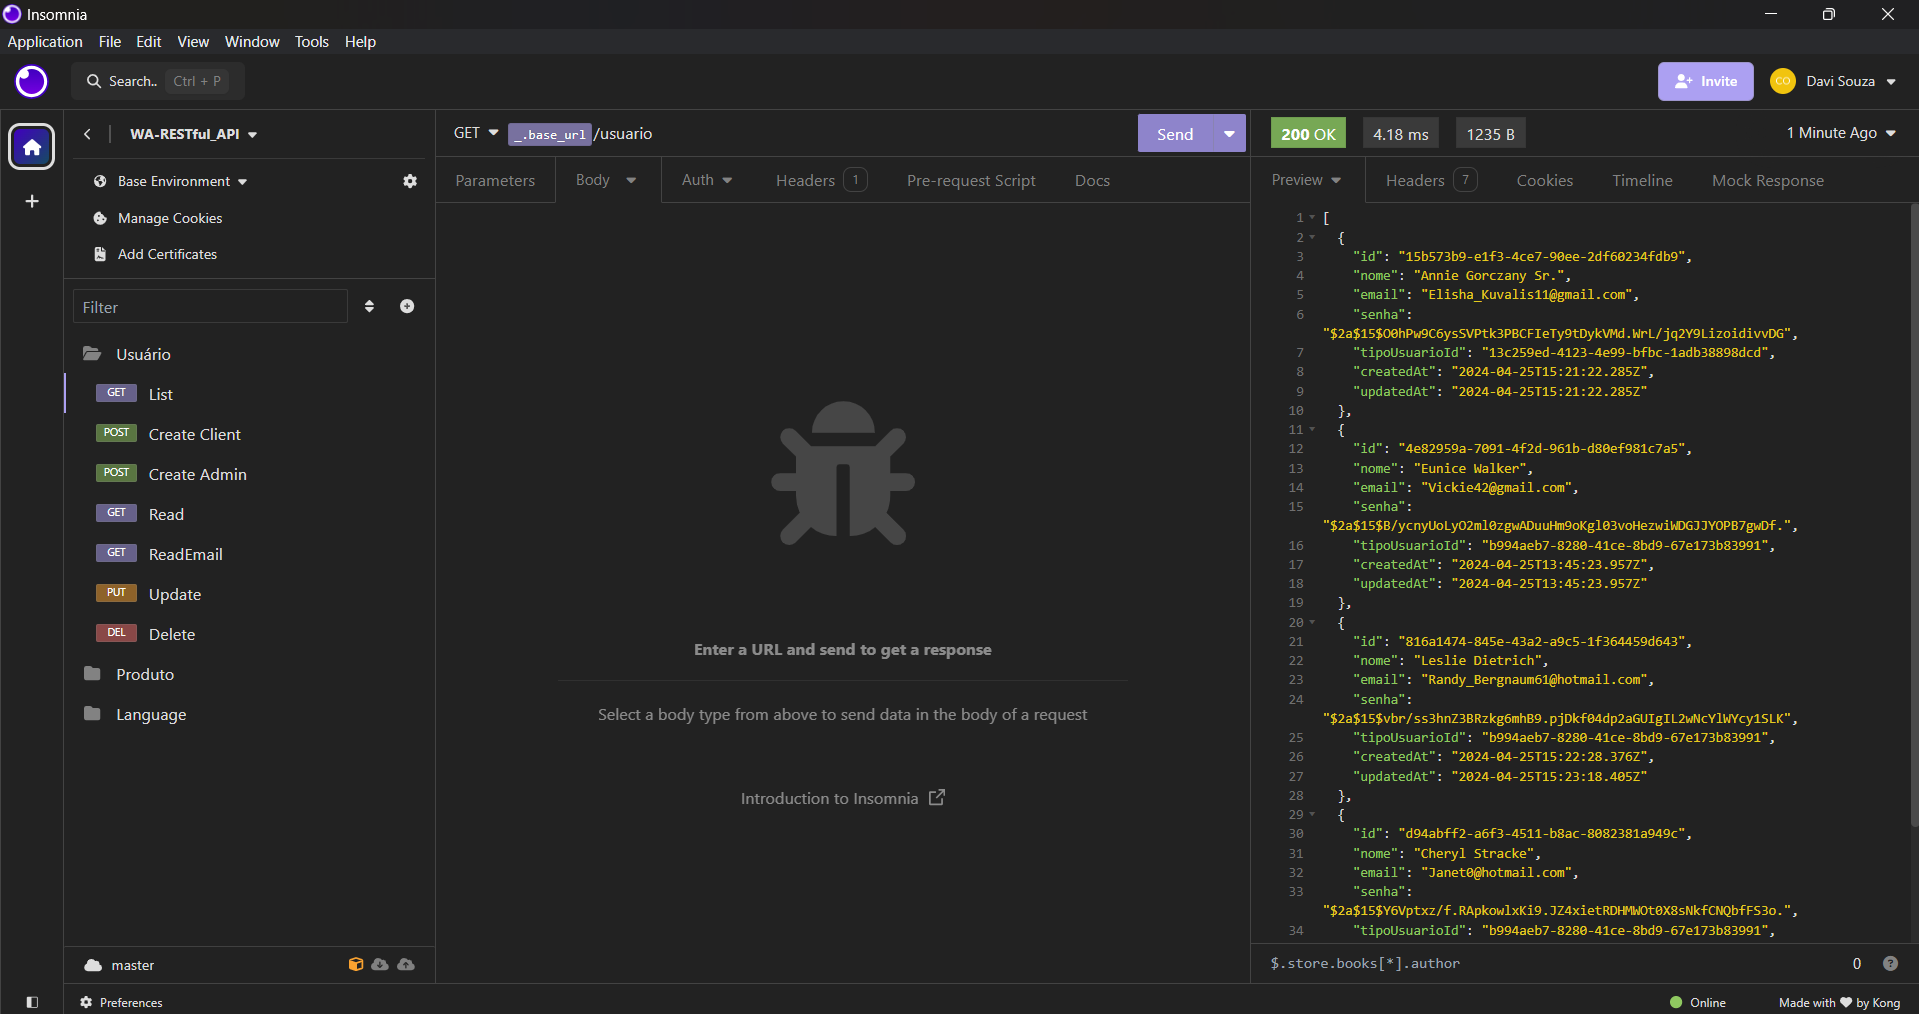 Insomnia
Application File Edit View Window Tools Help
Search.. Ctrl + P
Invite
CO Davi Souza
WA-RESTful_API
Base Environment
Manage Cookies
Add Certificates
Filter
Usuário
GET List
POST Create Client
POST Create Admin
GET Read
GET ReadEmail
PUT Update
DEL Delete
Produto
Language
master
Preferences
GET _.base_url /usuario
Send
Parameters Body Auth Headers 1 Pre-request Script Docs
Enter a URL and send to get a response
Select a body type from above to send data in the body of a request
Introduction to Insomnia
200 OK 4.18 ms 1235 B 1 Minute Ago
Preview Headers 7 Cookies Timeline Mock Response
1 [
2 {
3 "id": "15b573b9-e1f3-4ce7-90ee-2df60234fdb9",
4 "nome": "Annie Gorczany Sr.",
5 "email": "Elisha_Kuvalis11@gmail.com",
6 "senha":
"$2a$15$O0hPw9C6ysSVPtk3PBCFIeTy9tDykVMd.WrL/jq2Y9LizoidivvDG",
7 "tipoUsuarioId": "13c259ed-4123-4e99-bfbc-1adb38898dcd",
8 "createdAt": "2024-04-25T15:21:22.285Z",
9 "updatedAt": "2024-04-25T15:21:22.285Z"
10 },
11 {
12 "id": "4e82959a-7091-4f2d-961b-d80ef981c7a5",
13 "nome": "Eunice Walker",
14 "email": "Vickie42@gmail.com",
15 "senha":
"$2a$15$B/ycnyUoLyO2ml0zgwADuuHm9oKgl03voHezwiWDGJJYOPB7gwDf.",
16 "tipoUsuarioId": "b994aeb7-8280-41ce-8bd9-67e173b83991",
17 "createdAt": "2024-04-25T13:45:23.957Z",
18 "updatedAt": "2024-04-25T13:45:23.957Z"
19 },
20 {
21 "id": "816a1474-845e-43a2-a9c5-1f364459d643",
22 "nome": "Leslie Dietrich",
23 "email": "Randy_Bergnaum61@hotmail.com",
24 "senha":
"$2a$15$vbr/ss3hnZ3BRzkg6mhB9.pjDkf04dp2aGUIgIL2wNcYlWYcy1SLK",
25 "tipoUsuarioId": "b994aeb7-8280-41ce-8bd9-67e173b83991",
26 "createdAt": "2024-04-25T15:22:28.376Z",
27 "updatedAt": "2024-04-25T15:23:18.405Z"
28 },
29 {
30 "id": "d94abff2-a6f3-4511-b8ac-8082381a949c",
31 "nome": "Cheryl Stracke",
32 "email": "Janet0@hotmail.com",
33 "senha":
"$2a$15$Y6Vptxz/f.RApkowlxKi9.JZ4xietRDHMWOt0X8sNkfCNQbfFS3o.",
34 "tipoUsuarioId": "b994aeb7-8280-41ce-8bd9-67e173b83991",
$.store.books[*].author 0
Online Made with by Kong